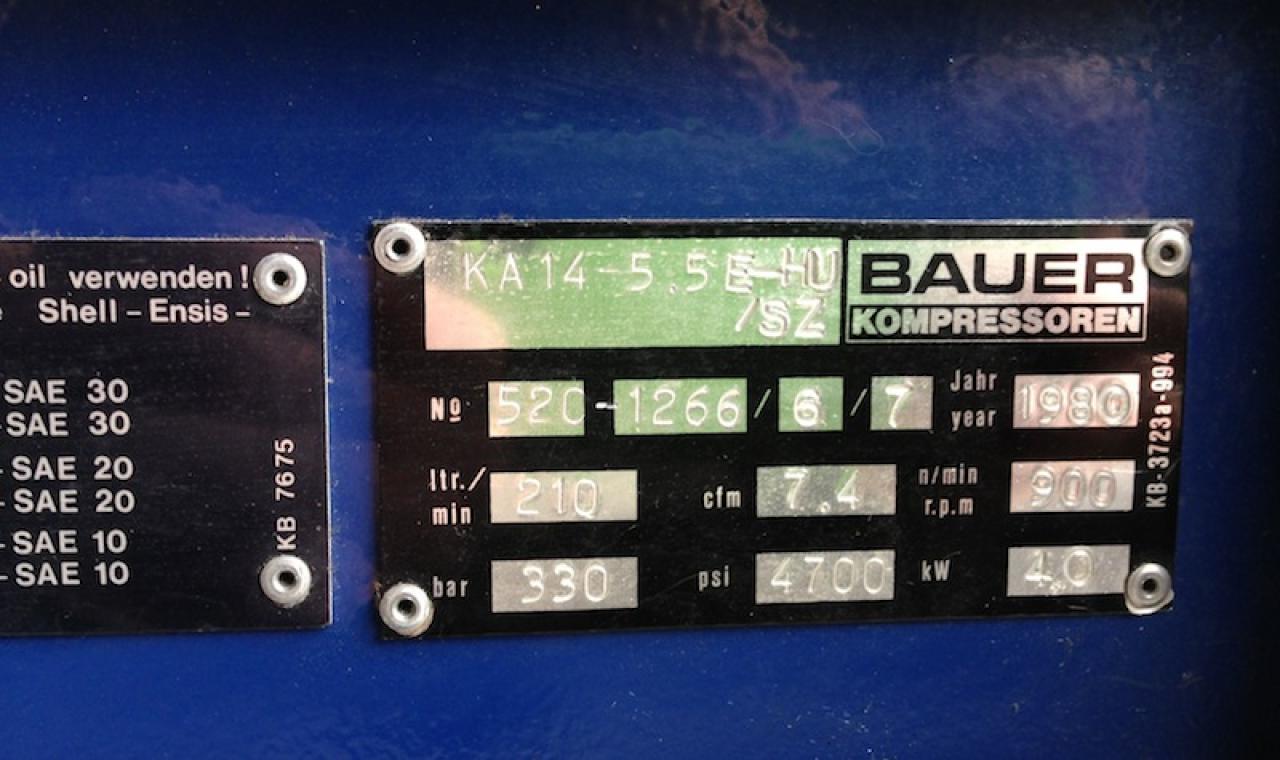 oil verwenden!
Shell – Ensis –
SAE 30
SAE 30
SAE 20
SAE 20
SAE 10
SAE 10
KB 7675
KA14-5.5E-HU
/SZ
BAUER
KOMPRESSOREN
Nº 520-1266/6/7 Jahr year 1980
ltr./min 210 cfm 7.4 n/min r.p.m 900
bar 330 psi 4700 kW 4.0
KB-3723a-994